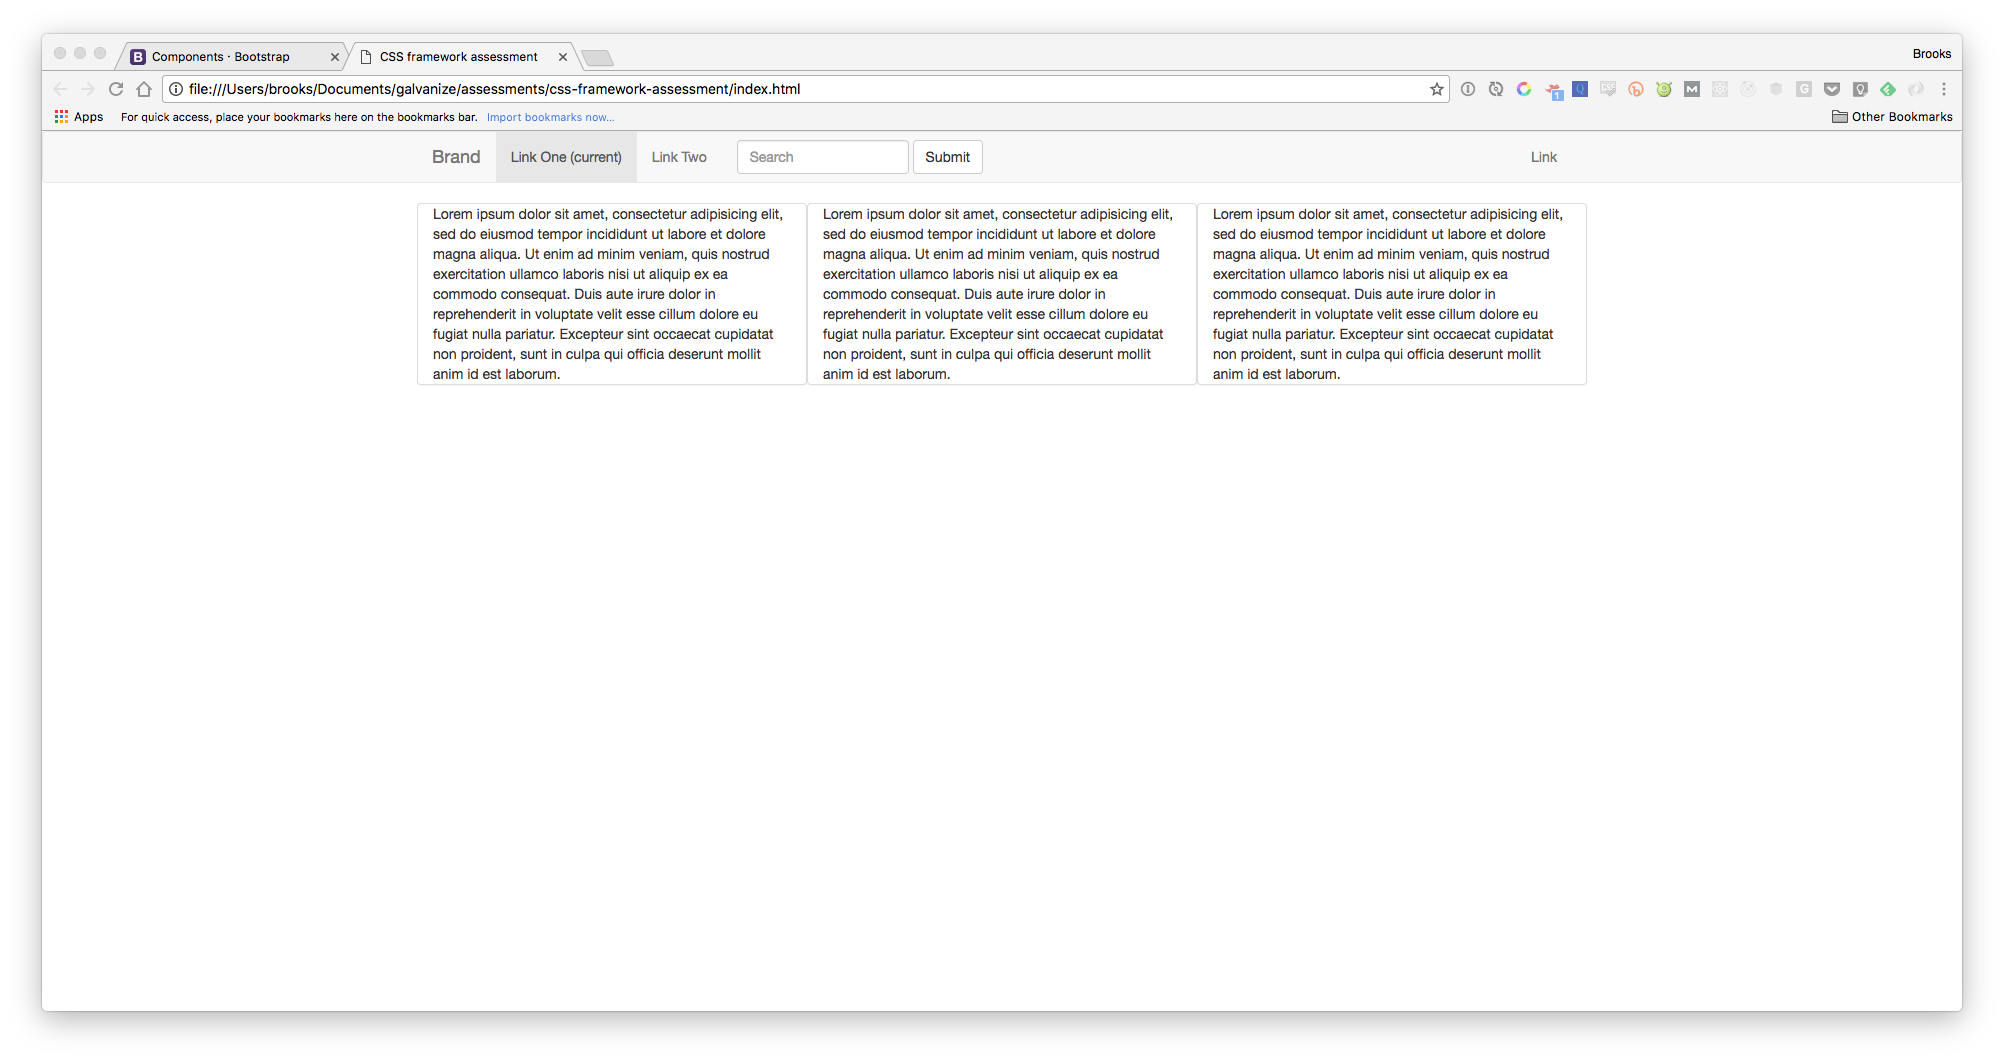 Components · Bootstrap
CSS framework assessment
Brooks
file:///Users/brooks/Documents/galvanize/assessments/css-framework-assessment/index.html
Apps For quick access, place your bookmarks here on the bookmarks bar. Import bookmarks now... Other Bookmarks
Brand Link One (current) Link Two Search Submit Link
Lorem ipsum dolor sit amet, consectetur adipisicing elit,
sed do eiusmod tempor incididunt ut labore et dolore
magna aliqua. Ut enim ad minim veniam, quis nostrud
exercitation ullamco laboris nisi ut aliquip ex ea
commodo consequat. Duis aute irure dolor in
reprehenderit in voluptate velit esse cillum dolore eu
fugiat nulla pariatur. Excepteur sint occaecat cupidatat
non proident, sunt in culpa qui officia deserunt mollit
anim id est laborum.
Lorem ipsum dolor sit amet, consectetur adipisicing elit,
sed do eiusmod tempor incididunt ut labore et dolore
magna aliqua. Ut enim ad minim veniam, quis nostrud
exercitation ullamco laboris nisi ut aliquip ex ea
commodo consequat. Duis aute irure dolor in
reprehenderit in voluptate velit esse cillum dolore eu
fugiat nulla pariatur. Excepteur sint occaecat cupidatat
non proident, sunt in culpa qui officia deserunt mollit
anim id est laborum.
Lorem ipsum dolor sit amet, consectetur adipisicing elit,
sed do eiusmod tempor incididunt ut labore et dolore
magna aliqua. Ut enim ad minim veniam, quis nostrud
exercitation ullamco laboris nisi ut aliquip ex ea
commodo consequat. Duis aute irure dolor in
reprehenderit in voluptate velit esse cillum dolore eu
fugiat nulla pariatur. Excepteur sint occaecat cupidatat
non proident, sunt in culpa qui officia deserunt mollit
anim id est laborum.